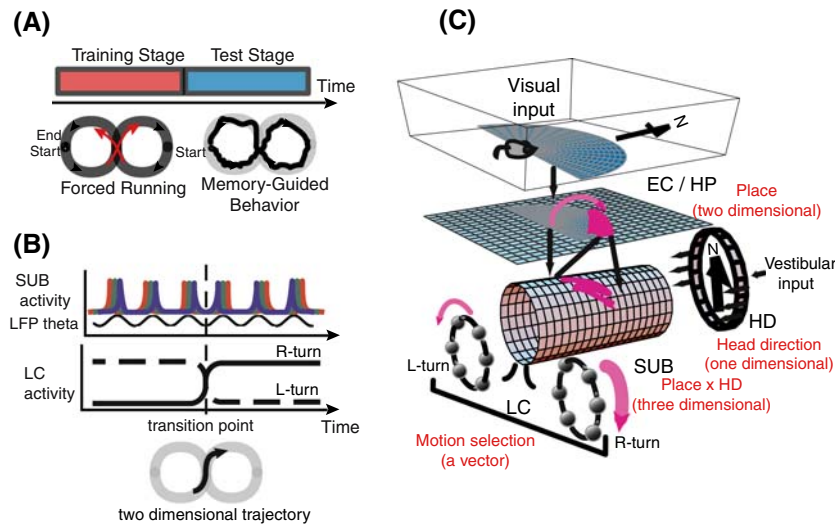 (A)
Training Stage
Test Stage
Time
End
Start
Start
Forced Running
Memory-Guided
Behavior
(B)
SUB
activity
LFP theta
LC
activity
R-turn
L-turn
transition point
Time
two dimensional trajectory
(C)
Visual
input
N
EC / HP
Place
(two dimensional)
N
Vestibular
input
HD
Head direction
(one dimensional)
L-turn
SUB
Place x HD
(three dimensional)
LC
R-turn
Motion selection
(a vector)